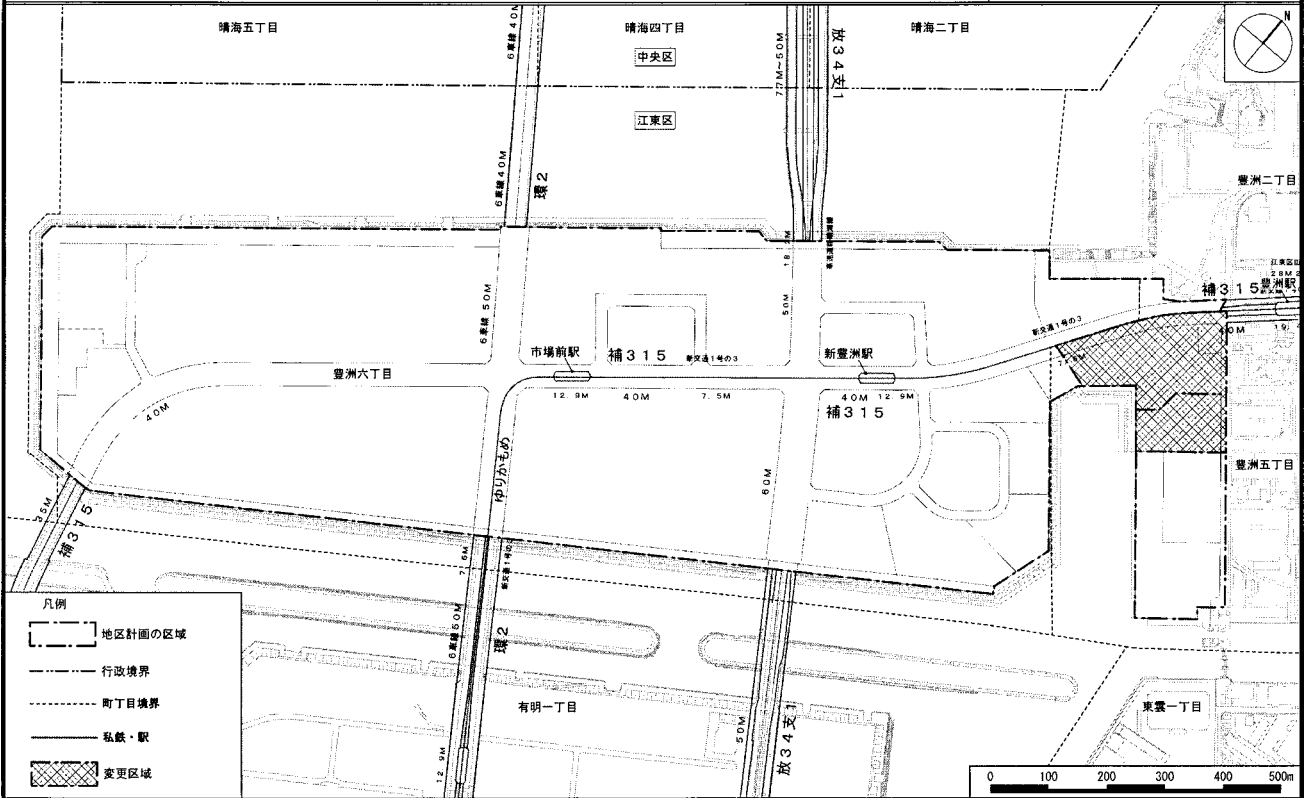 晴海五丁目
6車線 40M
晴海四丁目
中央区
江東区
7.7M~50M
放34支1
晴海二丁目
N
6車線 40M
環2
豊洲二丁目
6車線 50M
50M
補315
豊洲駅
40M
新交通1号の3
市場前駅
補315
新交通1号の3
新豊洲駅
豊洲六丁目
12.9M
40M
7.5M
40M
12.9M
補315
40M
ゆりかもめ
60M
豊洲五丁目
35M
補315
7.6M
6車線50M
環2
有明一丁目
12.9M
50M
放34支1
東雲一丁目
凡例
地区計画の区域
行政境界
町丁目境界
私鉄・駅
変更区域
0 100 200 300 400 500m